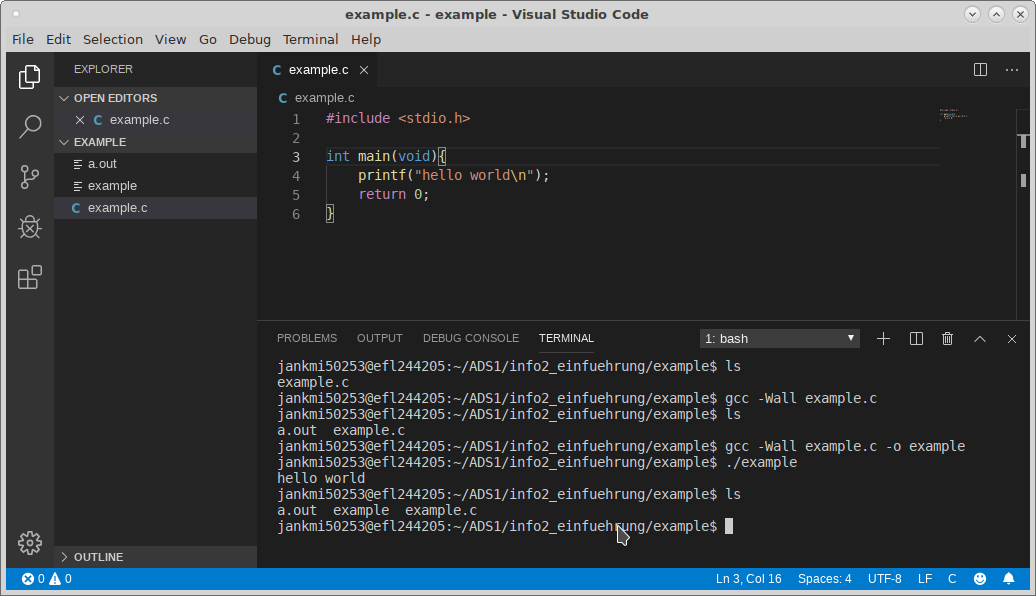 example.c - example - Visual Studio Code
File Edit Selection View Go Debug Terminal Help
EXPLORER
OPEN EDITORS
example.c
EXAMPLE
a.out
example
C example.c
OUTLINE
C example.c
C example.c
1 #include <stdio.h>
2
3 int main(void){
4     printf("hello world\n");
5     return 0;
6 }
PROBLEMS OUTPUT DEBUG CONSOLE TERMINAL 1: bash
jankmi50253@efl244205:~/ADS1/info2_einfuehrung/example$ ls
example.c
jankmi50253@efl244205:~/ADS1/info2_einfuehrung/example$ gcc -Wall example.c
jankmi50253@efl244205:~/ADS1/info2_einfuehrung/example$ ls
a.out  example.c
jankmi50253@efl244205:~/ADS1/info2_einfuehrung/example$ gcc -Wall example.c -o example
jankmi50253@efl244205:~/ADS1/info2_einfuehrung/example$ ./example
hello world
jankmi50253@efl244205:~/ADS1/info2_einfuehrung/example$ ls
a.out  example  example.c
jankmi50253@efl244205:~/ADS1/info2_einfuehrung/example$
0 0 Ln 3, Col 16 Spaces: 4 UTF-8 LF C